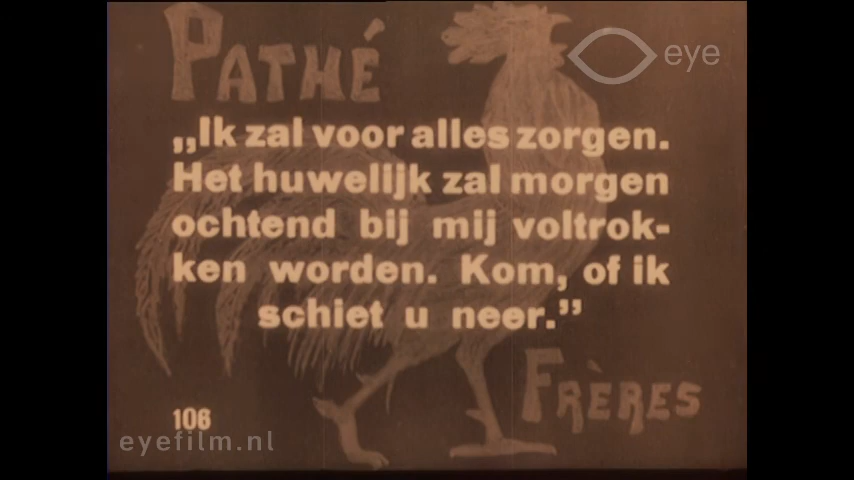 PATHÉ
eye
„Ik zal voor alles zorgen.
Het huwelijk zal morgen
ochtend bij mij voltrok-
ken worden. Kom, of ik
schiet u neer.”
FRÈRES
106
eyefilm.nl